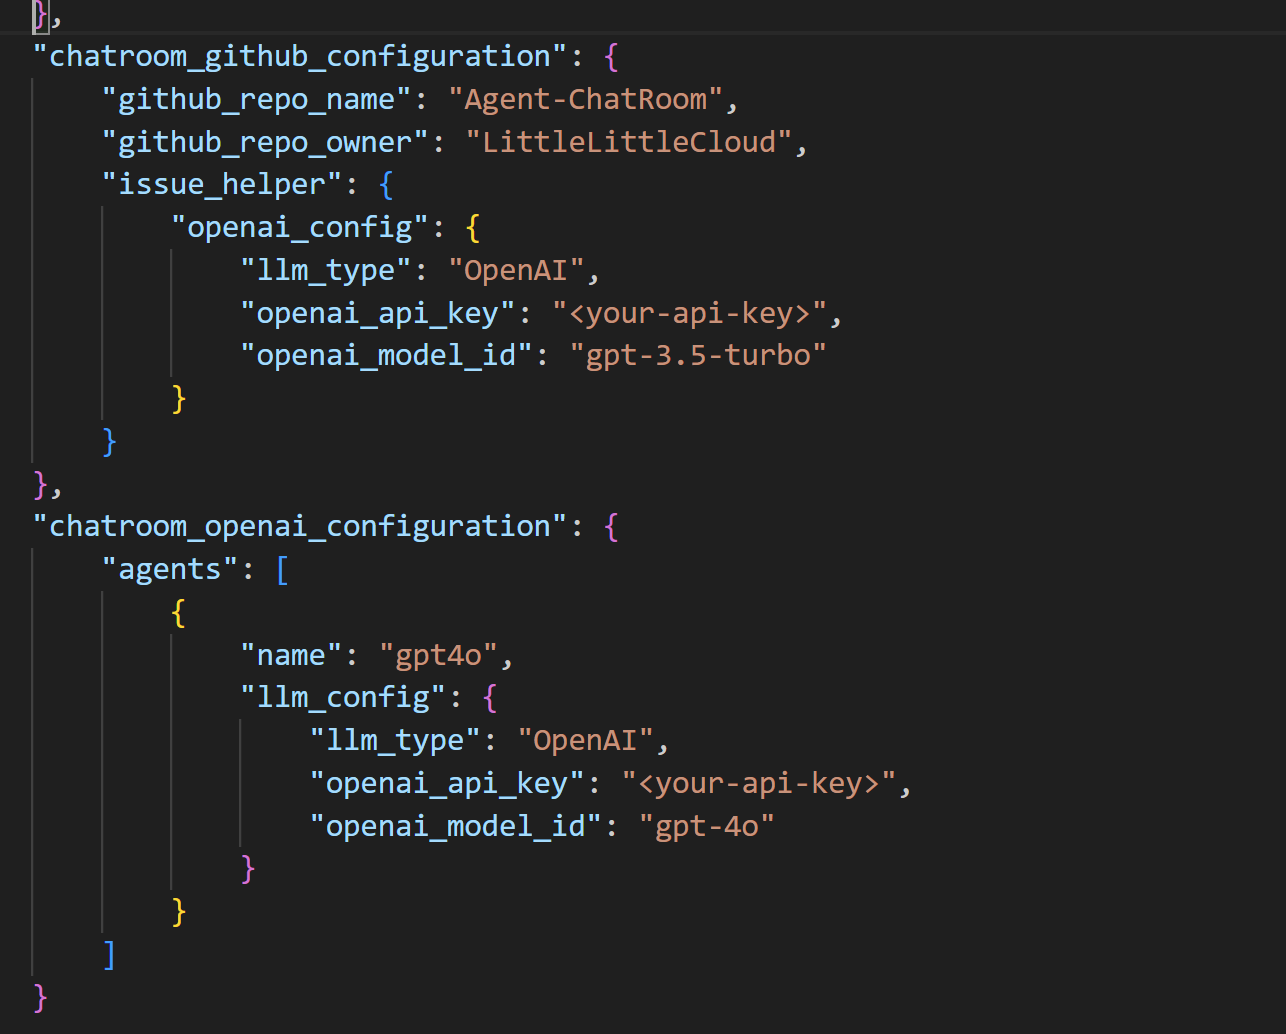 },
"chatroom_github_configuration": {
    "github_repo_name": "Agent-ChatRoom",
    "github_repo_owner": "LittleLittleCloud",
    "issue_helper": {
        "openai_config": {
            "llm_type": "OpenAI",
            "openai_api_key": "<your-api-key>",
            "openai_model_id": "gpt-3.5-turbo"
        }
    }
},
"chatroom_openai_configuration": {
    "agents": [
        {
            "name": "gpt4o",
            "llm_config": {
                "llm_type": "OpenAI",
                "openai_api_key": "<your-api-key>",
                "openai_model_id": "gpt-4o"
            }
        }
    ]
}